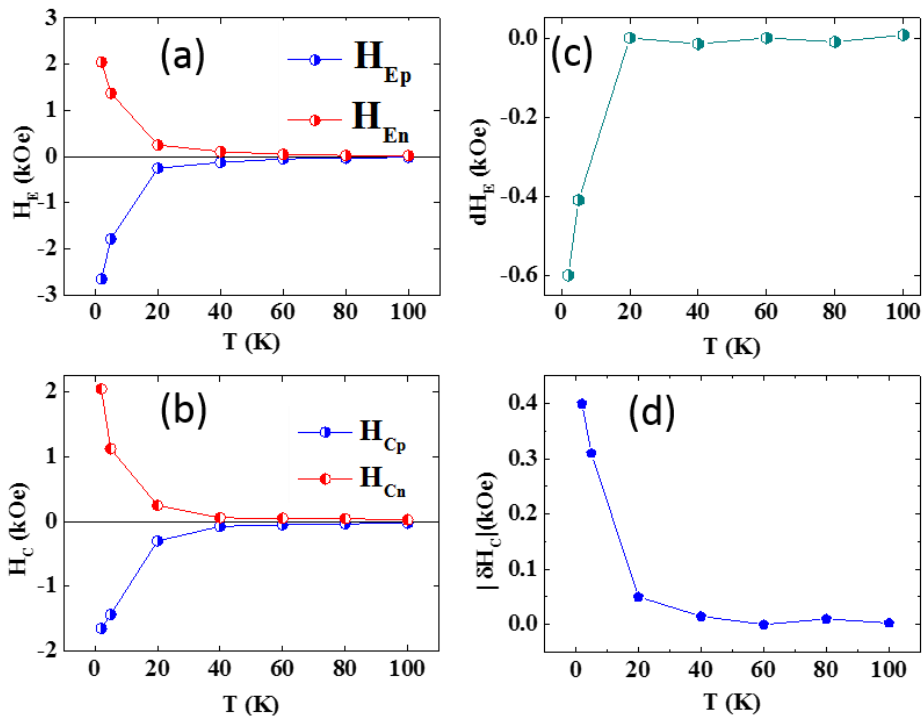 (a)
H_Ep
H_En
3
2
1
0
-1
-2
-3
H_E (kOe)
0 20 40 60 80 100
T (K)
(c)
0.0
-0.2
-0.4
-0.6
dH_E (kOe)
0 20 40 60 80 100
T (K)
(b)
H_Cp
H_Cn
2
1
0
-1
-2
H_C (kOe)
0 20 40 60 80 100
T (K)
(d)
0.4
0.3
0.2
0.1
0.0
| δH_C|(kOe)
0 20 40 60 80 100
T (K)